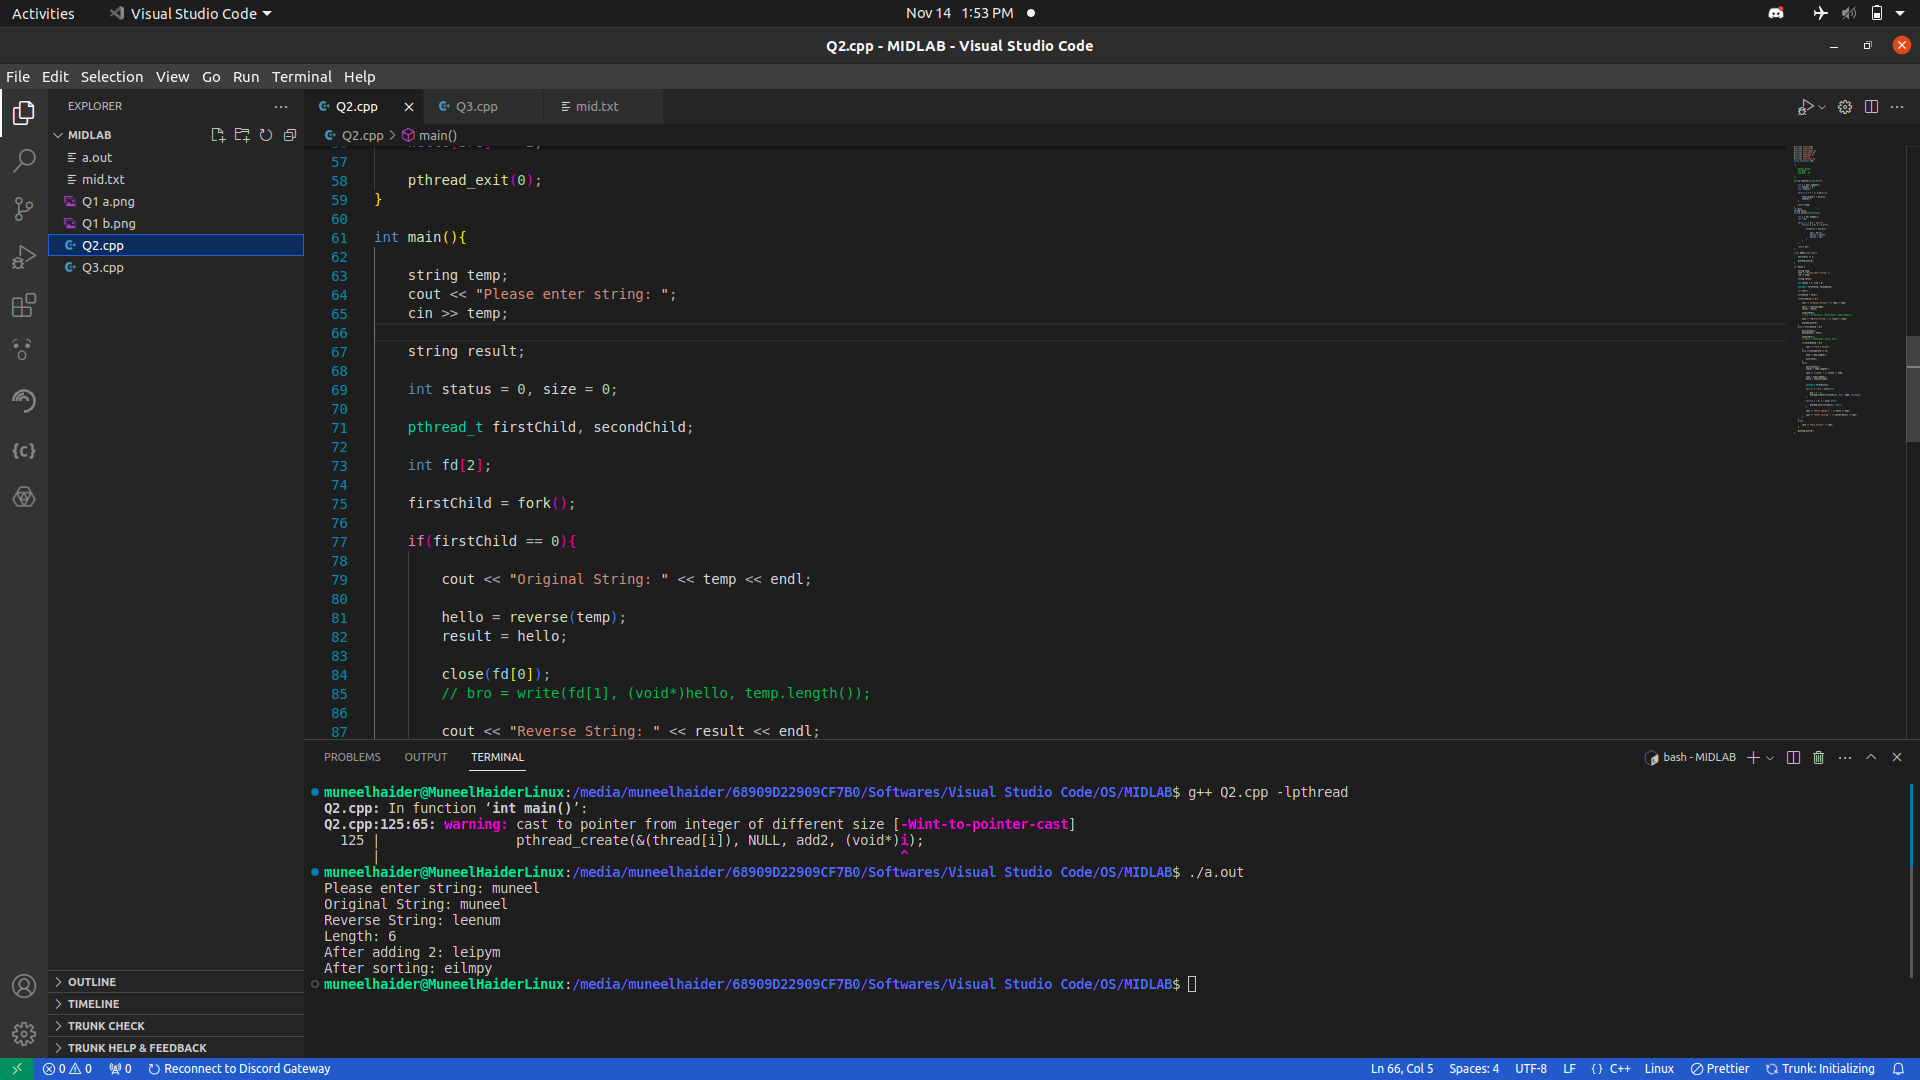 Activities
Visual Studio Code
Nov 14 1:53 PM
Q2.cpp - MIDLAB - Visual Studio Code
File Edit Selection View Go Run Terminal Help
EXPLORER
MIDLAB
a.out
mid.txt
Q1 a.png
Q1 b.png
Q2.cpp
Q3.cpp
OUTLINE
TIMELINE
TRUNK CHECK
TRUNK HELP & FEEDBACK
Q2.cpp Q3.cpp mid.txt
Q2.cpp > main()
57
58 pthread_exit(0);
59 }
60
61 int main(){
62
63 string temp;
64 cout << "Please enter string: ";
65 cin >> temp;
66
67 string result;
68
69 int status = 0, size = 0;
70
71 pthread_t firstChild, secondChild;
72
73 int fd[2];
74
75 firstChild = fork();
76
77 if(firstChild == 0){
78
79 cout << "Original String: " << temp << endl;
80
81 hello = reverse(temp);
82 result = hello;
83
84 close(fd[0]);
85 // bro = write(fd[1], (void*)hello, temp.length());
86
87 cout << "Reverse String: " << result << endl;
PROBLEMS OUTPUT TERMINAL
bash - MIDLAB
muneelhaider@MuneelHaiderLinux:/media/muneelhaider/68909D22909CF7B0/Softwares/Visual Studio Code/OS/MIDLAB$ g++ Q2.cpp -lpthread
Q2.cpp: In function ‘int main()’:
Q2.cpp:125:65: warning: cast to pointer from integer of different size [-Wint-to-pointer-cast]
125 | pthread_create(&(thread[i]), NULL, add2, (void*)i);
| ^
muneelhaider@MuneelHaiderLinux:/media/muneelhaider/68909D22909CF7B0/Softwares/Visual Studio Code/OS/MIDLAB$ ./a.out
Please enter string: muneel
Original String: muneel
Reverse String: leenum
Length: 6
After adding 2: leipym
After sorting: eilmpy
muneelhaider@MuneelHaiderLinux:/media/muneelhaider/68909D22909CF7B0/Softwares/Visual Studio Code/OS/MIDLAB$
0 0 0 Reconnect to Discord Gateway
Ln 66, Col 5 Spaces: 4 UTF-8 LF {} C++ Linux Prettier Trunk: Initializing